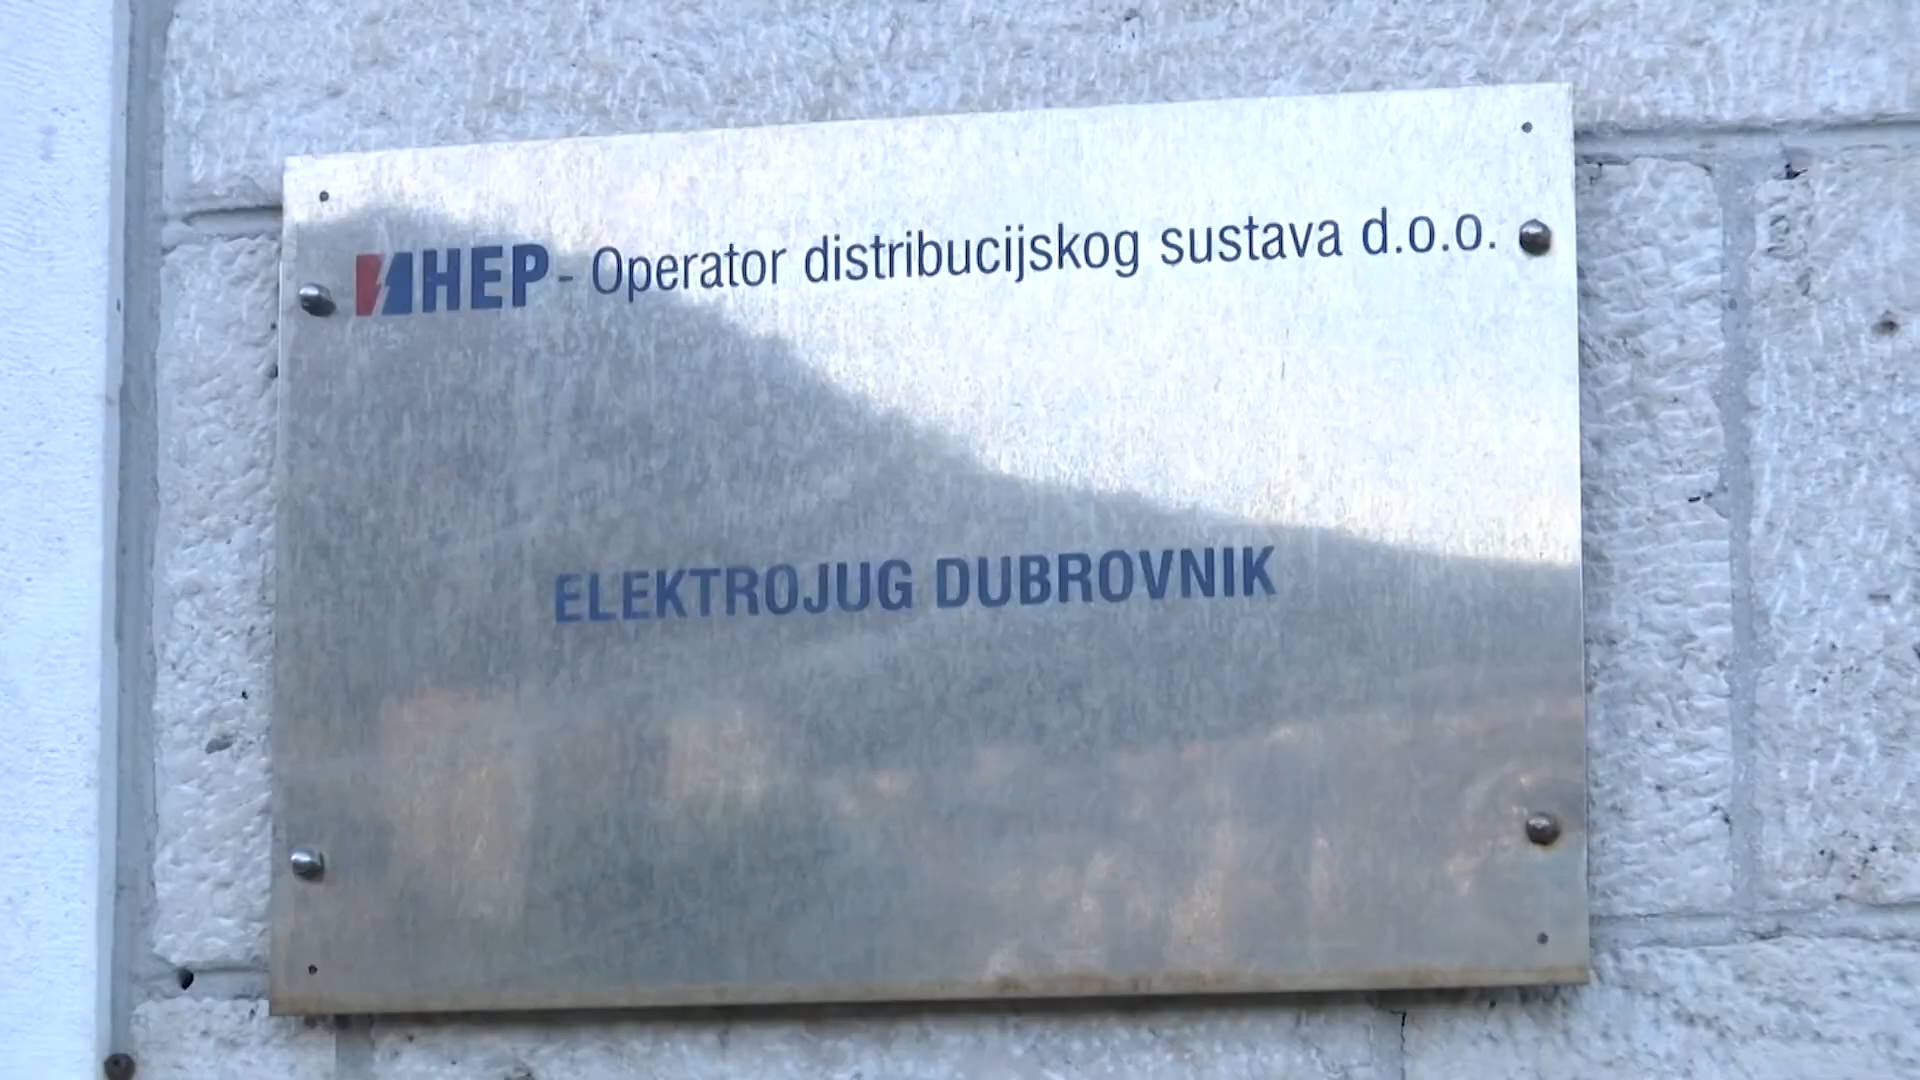 HEP - Operator distribucijskog sustava d.o.o.
ELEKTROJUG DUBROVNIK